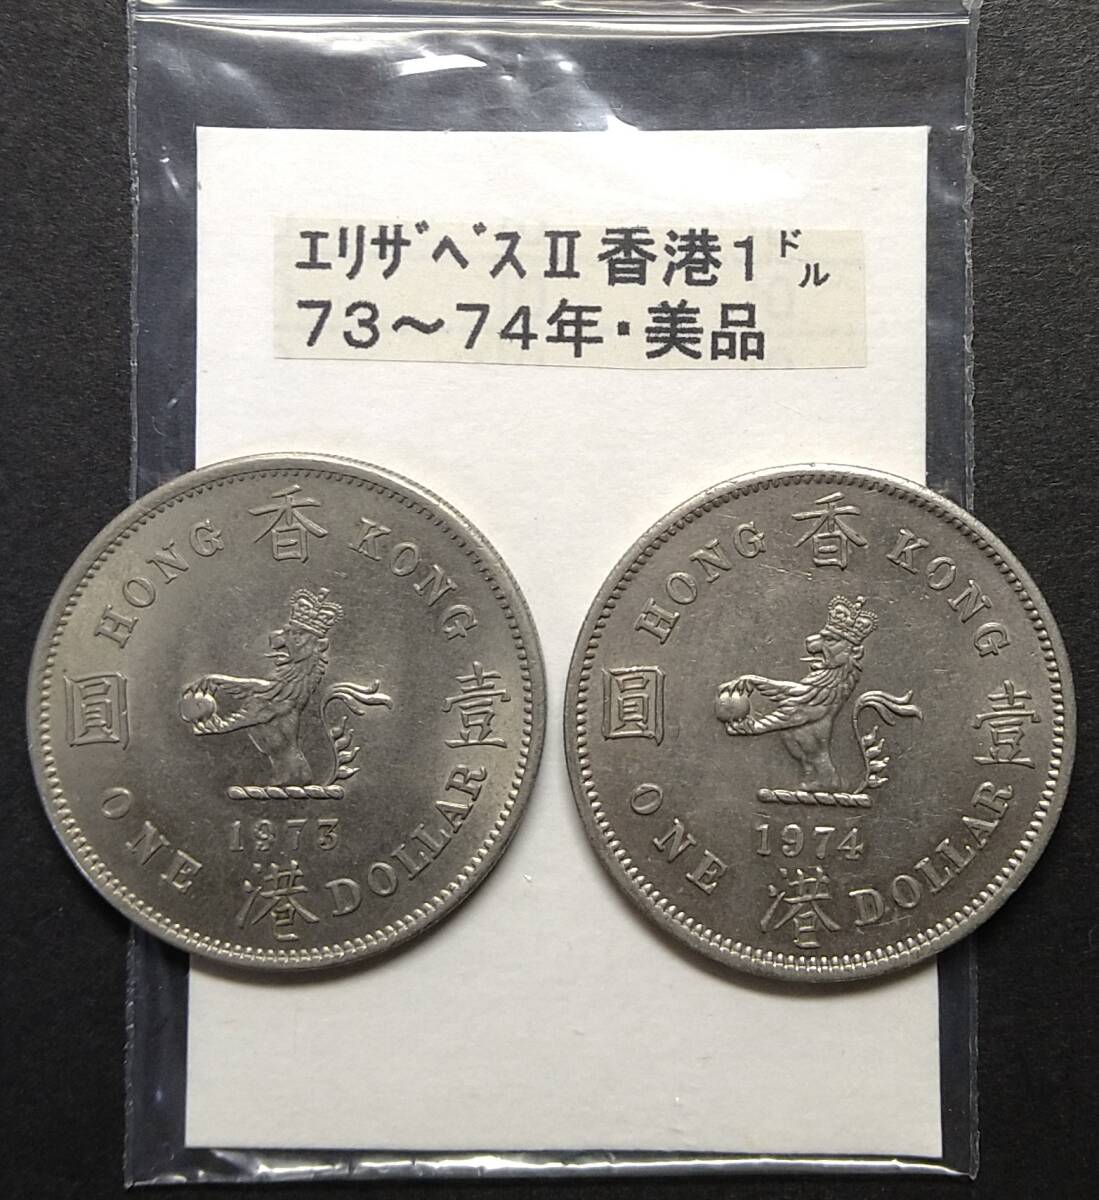 ｴﾘｻﾞﾍﾞｽⅡ香港1ﾄﾞﾙ
73～74年・美品
香
HONG KONG
圓 壹
1973
港
ONE DOLLAR
香
HONG KONG
圓 壹
1974
港
ONE DOLLAR